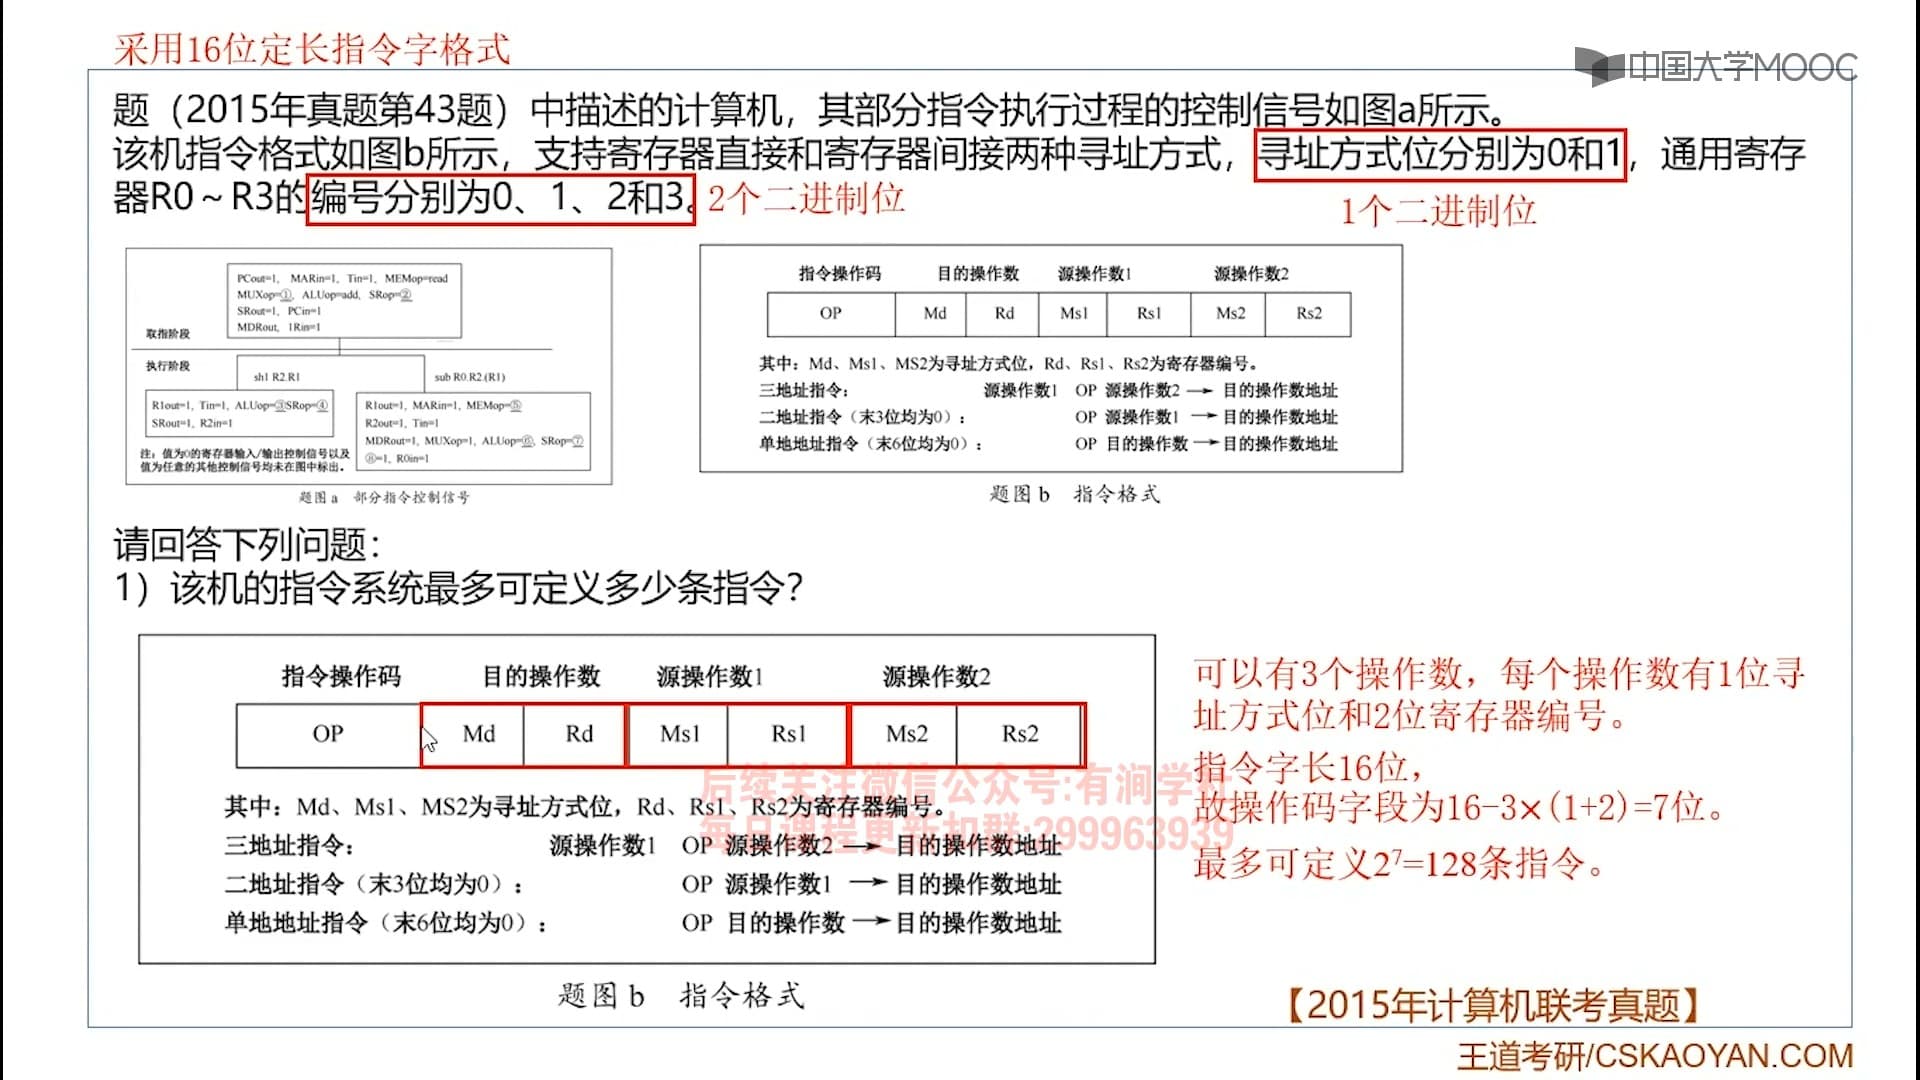 采用16位定长指令字格式
中国大学MOOC
题（2015年真题第43题）中描述的计算机，其部分指令执行过程的控制信号如图a所示。
该机指令格式如图b所示，支持寄存器直接和寄存器间接两种寻址方式，寻址方式位分别为0和1，通用寄存
器R0～R3的编号分别为0、1、2和3。 2个二进制位
1个二进制位
PCout=1, MARin=1, Tin=1, MEMop=read
MUXop=①, ALUop=add, SRop=②
SRout=1, PCin=1
MDRout, 1Rin=1
取指阶段
执行阶段
sh1 R2.R1
sub R0.R2.(R1)
R1out=1, Tin=1, ALUop=③SRop=④
SRout=1, R2in=1
R1out=1, MARin=1, MEMop=⑤
R2out=1, Tin=1
MDRout=1, MUXop=1, ALUop=⑥, SRop=⑦
⑧=1, R0in=1
注：值为0的寄存器输入/输出控制信号以及
值为任意的其他控制信号均未在图中标出。
题图 a 部分指令控制信号
指令操作码 目的操作数 源操作数1 源操作数2
OP Md Rd Ms1 Rs1 Ms2 Rs2
其中：Md、Ms1、MS2为寻址方式位，Rd、Rs1、Rs2为寄存器编号。
三地址指令： 源操作数1 OP 源操作数2 → 目的操作数地址
二地址指令（末3位均为0）： OP 源操作数1 → 目的操作数地址
单地地址指令（末6位均为0）： OP 目的操作数 → 目的操作数地址
题图 b 指令格式
请回答下列问题：
1）该机的指令系统最多可定义多少条指令？
指令操作码 目的操作数 源操作数1 源操作数2
OP Md Rd Ms1 Rs1 Ms2 Rs2
其中：Md、Ms1、MS2为寻址方式位，Rd、Rs1、Rs2为寄存器编号。
三地址指令： 源操作数1 OP 源操作数2 → 目的操作数地址
二地址指令（末3位均为0）： OP 源操作数1 → 目的操作数地址
单地地址指令（末6位均为0）： OP 目的操作数 → 目的操作数地址
题图 b 指令格式
可以有3个操作数，每个操作数有1位寻
址方式位和2位寄存器编号。
指令字长16位，
故操作码字段为16-3×(1+2)=7位。
最多可定义2⁷=128条指令。
后续关注微信公众号:有涧学社
每日课程更新扣群:299963939
【2015年计算机联考真题】
王道考研/CSKAOYAN.COM